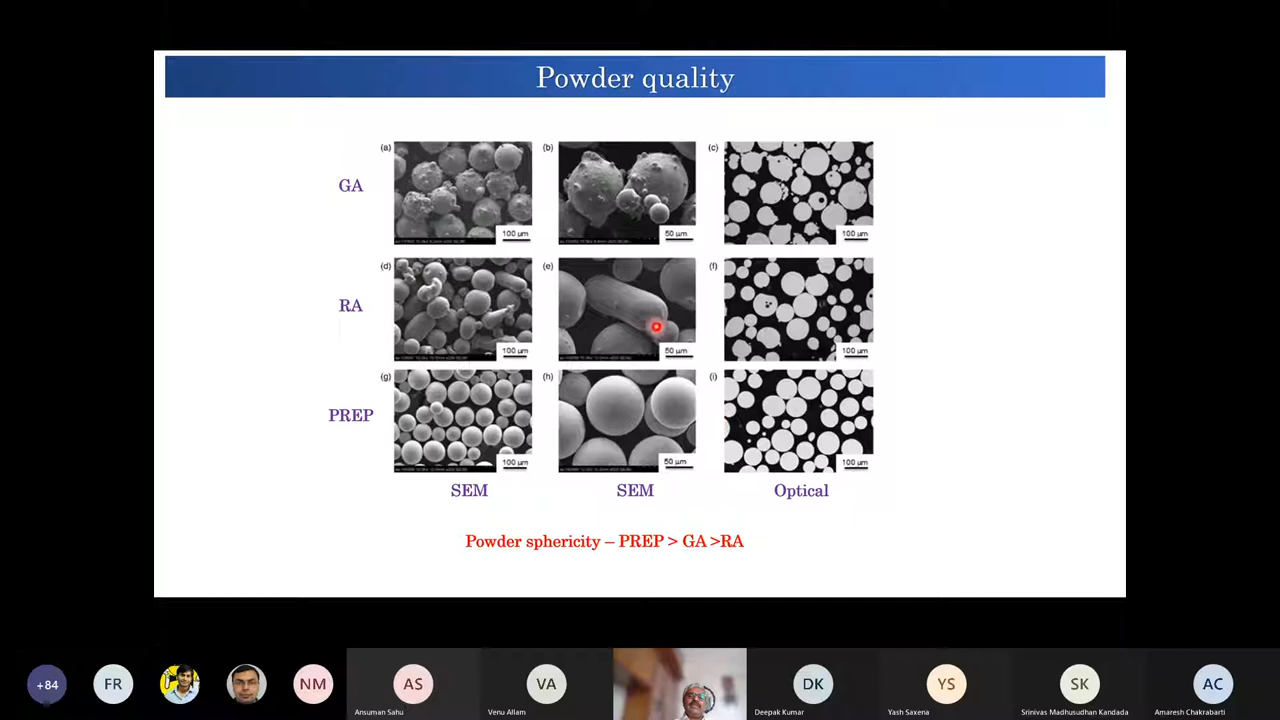 Powder quality
(a) (b) (c)
GA
100 μm 50 μm 100 μm
(d) (e) (f)
RA
100 μm 50 μm 100 μm
(g) (h) (i)
PREP
100 μm 50 μm 100 μm
SEM SEM Optical
Powder sphericity – PREP > GA >RA
+84 FR NM AS VA DK YS SK AC
Ansuman Sahu Venu Allam Deepak Kumar Yash Saxena Srinivas Madhusudhan Kandada Amaresh Chakrabarti